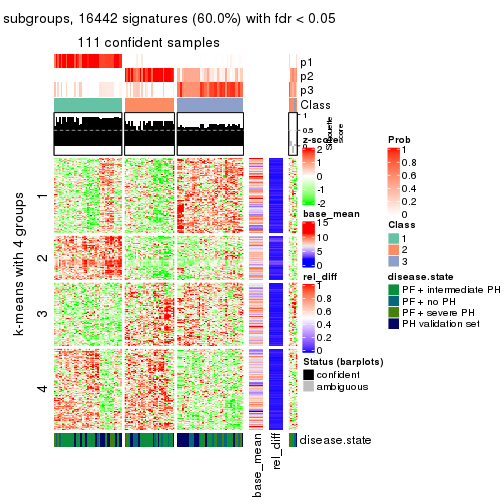 subgroups, 16442 signatures (60.0%) with fdr < 0.05
111 confident samples
p1
p2
p3
Class
1
0.5
0
Silhouette score
k-means with 4 groups
1
2
3
4
z-score
2
1
0
-1
-2
base_mean
15
10
5
0
rel_diff
1
0.8
0.6
0.4
0.2
0
Status (barplots)
confident
ambiguous
Prob
1
0.8
0.6
0.4
0.2
0
Class
1
2
3
disease.state
PF + intermediate PH
PF + no PH
PF + severe PH
PH validation set
disease.state
base_mean
rel_diff